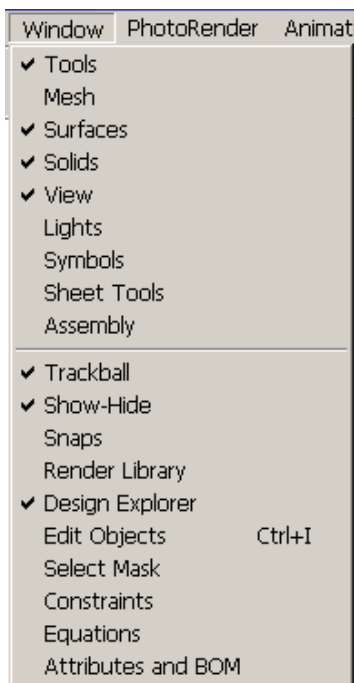 Window PhotoRender Animat
Tools
Mesh
Surfaces
Solids
View
Lights
Symbols
Sheet Tools
Assembly
Trackball
Show-Hide
Snaps
Render Library
Design Explorer
Edit Objects Ctrl+I
Select Mask
Constraints
Equations
Attributes and BOM